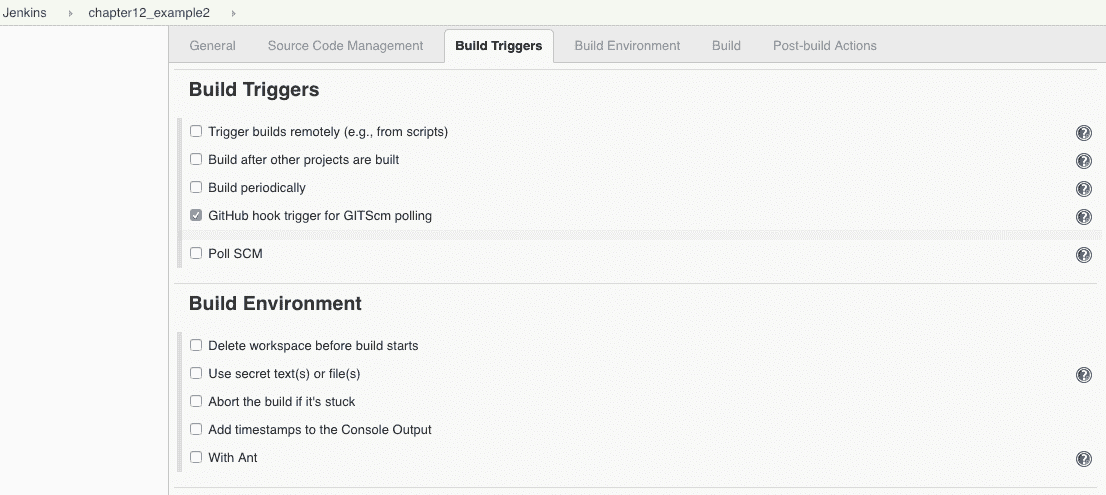 Jenkins chapter12_example2
General Source Code Management Build Triggers Build Environment Build Post-build Actions
Build Triggers
Trigger builds remotely (e.g., from scripts) ?
Build after other projects are built ?
Build periodically ?
GitHub hook trigger for GITScm polling ?
Poll SCM ?
Build Environment
Delete workspace before build starts
Use secret text(s) or file(s) ?
Abort the build if it's stuck
Add timestamps to the Console Output
With Ant ?